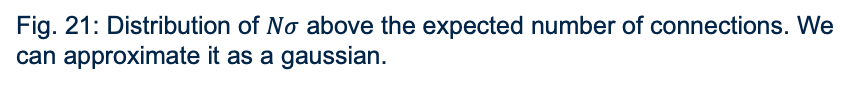 Fig. 21: Distribution of 𝑁𝜎 above the expected number of connections. We
can approximate it as a gaussian.